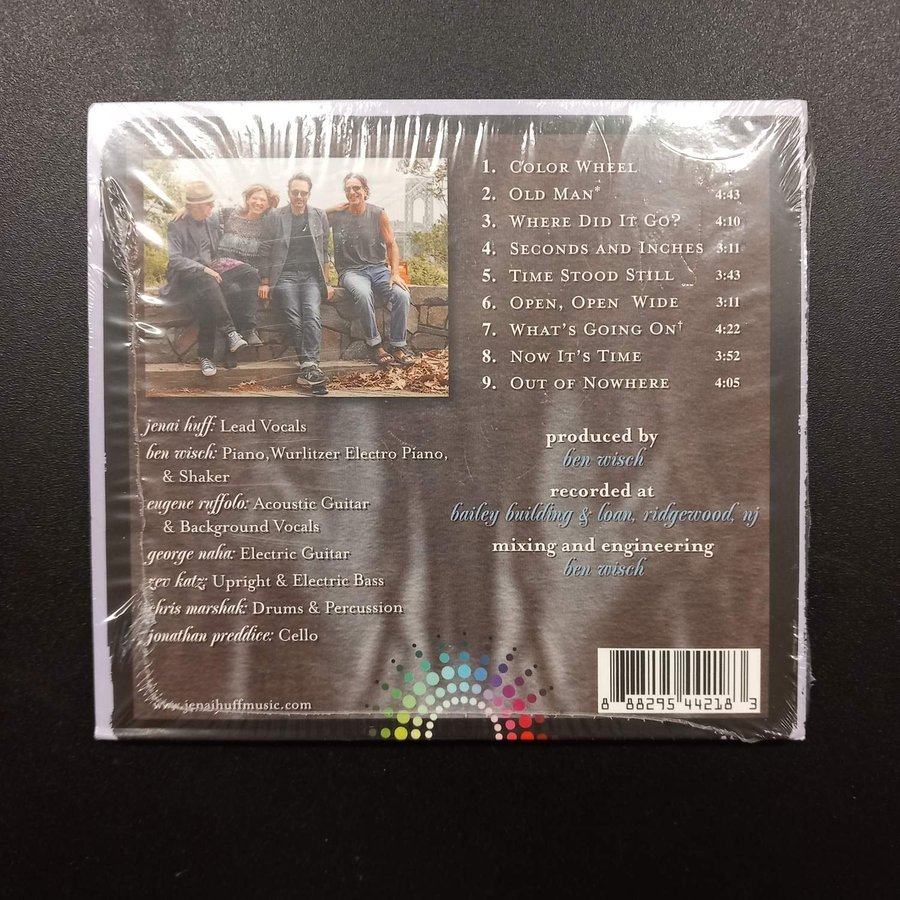 1. Color Wheel
2. Old Man* 4:43
3. Where Did It Go? 4:10
4. Seconds and Inches 3:11
5. Time Stood Still 3:43
6. Open, Open Wide 3:11
7. What's Going On† 4:22
8. Now It's Time 3:52
9. Out of Nowhere 4:05
jenai huff: Lead Vocals
ben wisch: Piano, Wurlitzer Electro Piano,
& Shaker
eugene ruffolo: Acoustic Guitar
& Background Vocals
george naha: Electric Guitar
zev katz: Upright & Electric Bass
chris marshak: Drums & Percussion
jonathan preddice: Cello
www.jenaihuffmusic.com
produced by
ben wisch
recorded at
bailey building & loan, ridgewood, nj
mixing and engineering
ben wisch
8 88295 44218 3